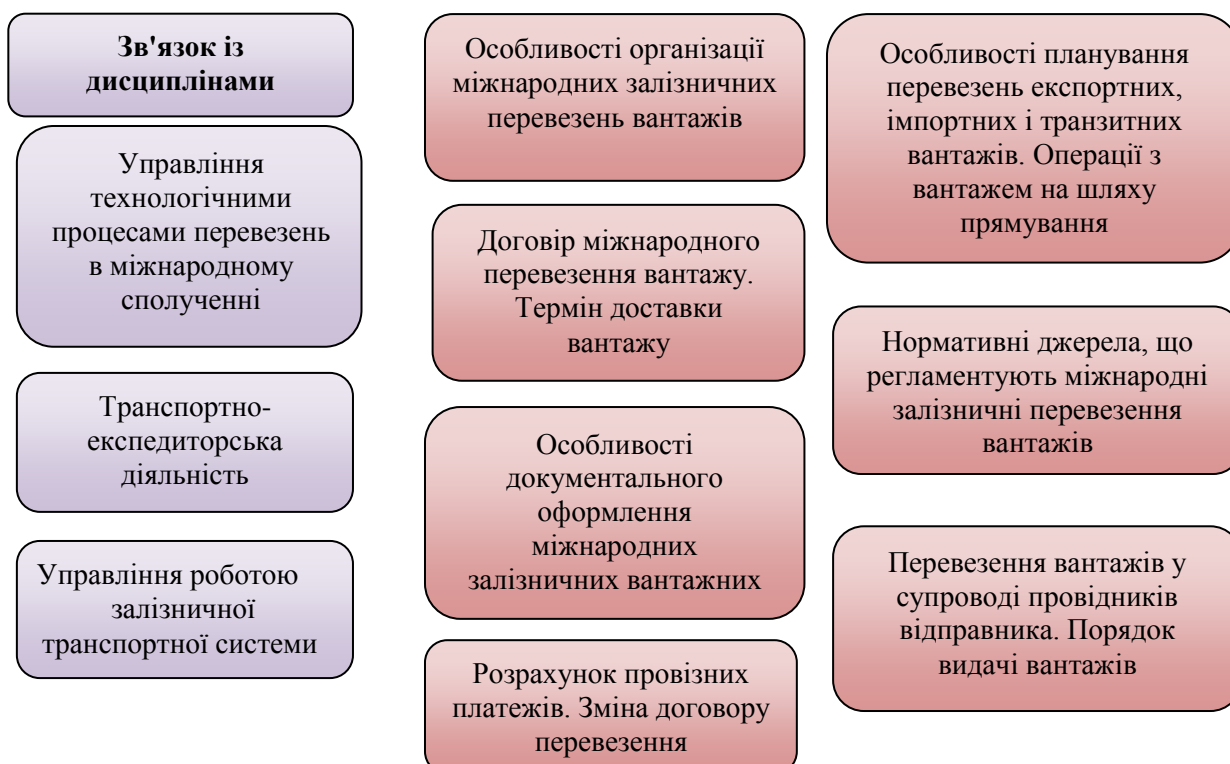 Зв'язок із
дисциплінами
Управління
технологічними
процесами перевезень
в міжнародному
сполученні
Транспортно-
експедиторська
діяльність
Управління роботою
залізничної
транспортної системи
Особливості організації
міжнародних залізничних
перевезень вантажів
Договір міжнародного
перевезення вантажу.
Термін доставки
вантажу
Особливості
документального
оформлення
міжнародних
залізничних вантажних
Розрахунок провізних
платежів. Зміна договору
перевезення
Особливості планування
перевезень експортних,
імпортних і транзитних
вантажів. Операції з
вантажем на шляху
прямування
Нормативні джерела, що
регламентують міжнародні
залізничні перевезення
вантажів
Перевезення вантажів у
супроводі провідників
відправника. Порядок
видачі вантажів